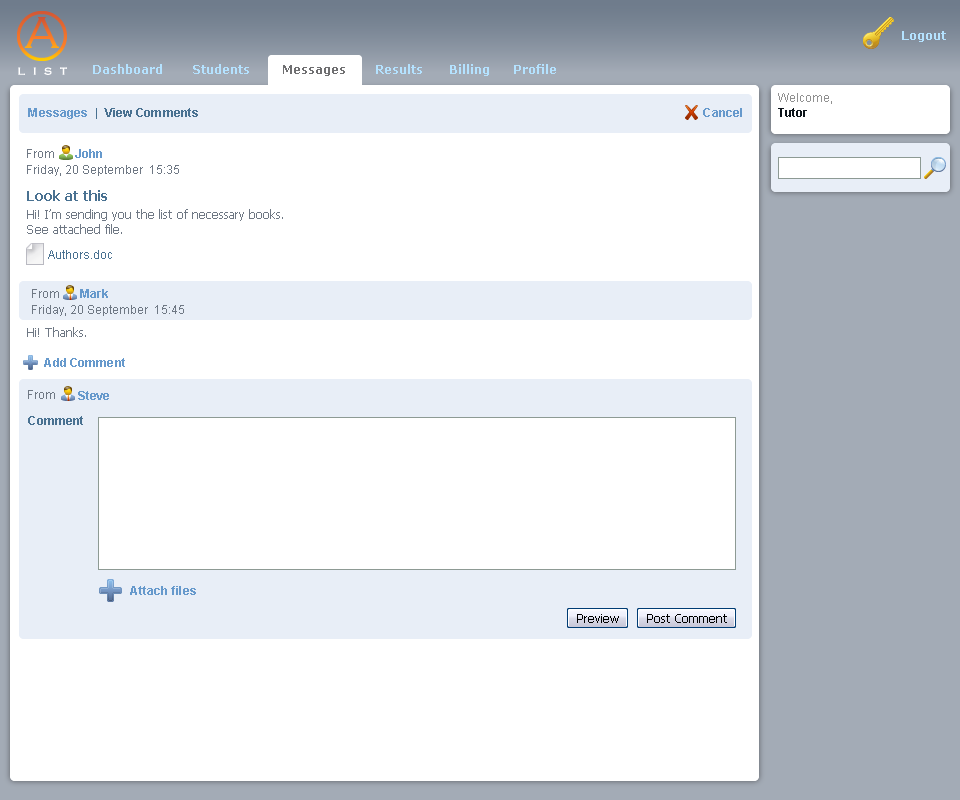 A
LIST
Logout
Dashboard Students Messages Results Billing Profile
Messages | View Comments Cancel
Welcome,
Tutor
From John
Friday, 20 September 15:35
Look at this
Hi! I'm sending you the list of necessary books.
See attached file.
Authors.doc
From Mark
Friday, 20 September 15:45
Hi! Thanks.
Add Comment
From Steve
Comment
Attach files
Preview Post Comment